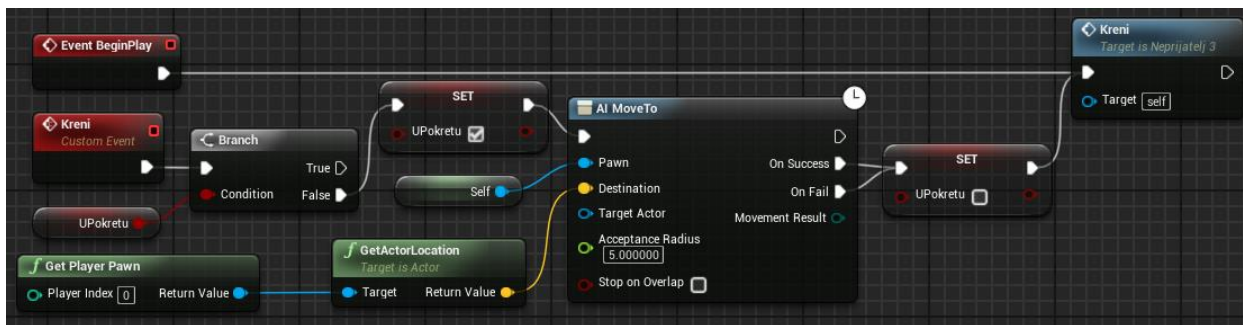 Event BeginPlay
Kreni
Target is Neprijatelj 3
Target self
Kreni
Custom Event
Branch
True
Condition False
UPokretu
SET
UPokretu
AI MoveTo
Pawn On Success
Destination On Fail
Target Actor Movement Result
Acceptance Radius
5.000000
Stop on Overlap
Self
SET
UPokretu
f Get Player Pawn
Player Index 0 Return Value
f GetActorLocation
Target is Actor
Target Return Value